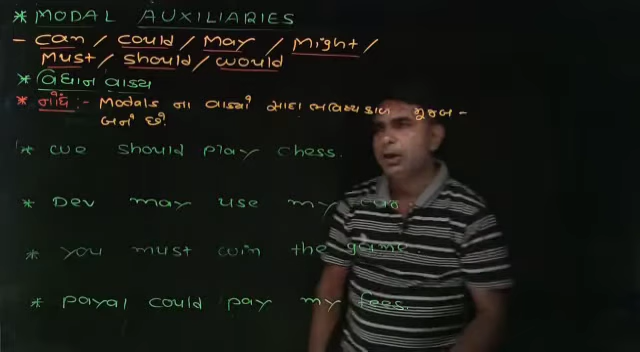 * MODAL AUXILIARIES
- can / could / may / might /
must / should / would
* વિધાન વાક્ય
* નોંધ :- Modals ના વાક્યો સાદા ભવિષ્યકાળ મુજબ -
બને છે.
* we should play chess.
* Dev may use my car.
* you must win the game.
* payal could pay my fees.